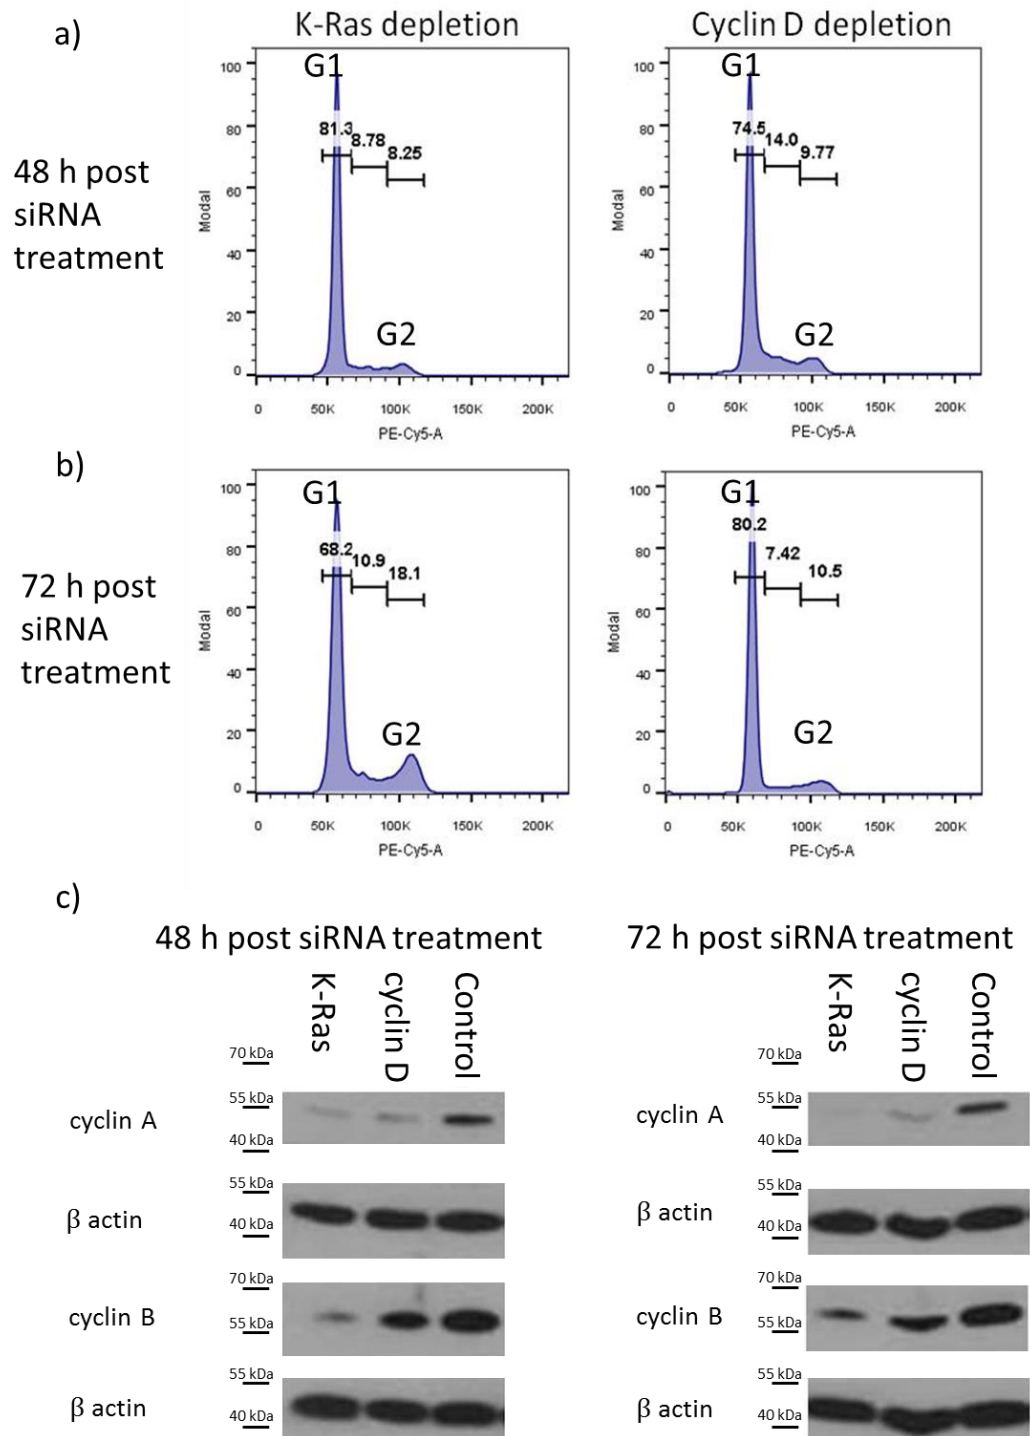 a)
K-Ras depletion
Cyclin D depletion
48 h post
siRNA
treatment
G1
81.3
8.78
8.25
G2
100
80
60
40
20
0
Modal
0 50K 100K 150K 200K
PE-Cy5-A
G1
74.5
14.0
9.77
G2
100
80
60
40
20
0
Modal
0 50K 100K 150K 200K
PE-Cy5-A
b)
72 h post
siRNA
treatment
G1
68.2
10.9
18.1
G2
100
80
60
40
20
0
Modal
0 50K 100K 150K 200K
PE-Cy5-A
G1
80.2
7.42
10.5
G2
100
80
60
40
20
0
Modal
0 50K 100K 150K 200K
PE-Cy5-A
c)
48 h post siRNA treatment
K-Ras
cyclin D
Control
70 kDa
55 kDa
cyclin A
40 kDa
55 kDa
β actin
40 kDa
70 kDa
cyclin B
55 kDa
55 kDa
β actin
40 kDa
72 h post siRNA treatment
K-Ras
cyclin D
Control
70 kDa
55 kDa
cyclin A
40 kDa
55 kDa
β actin
40 kDa
70 kDa
cyclin B
55 kDa
55 kDa
β actin
40 kDa